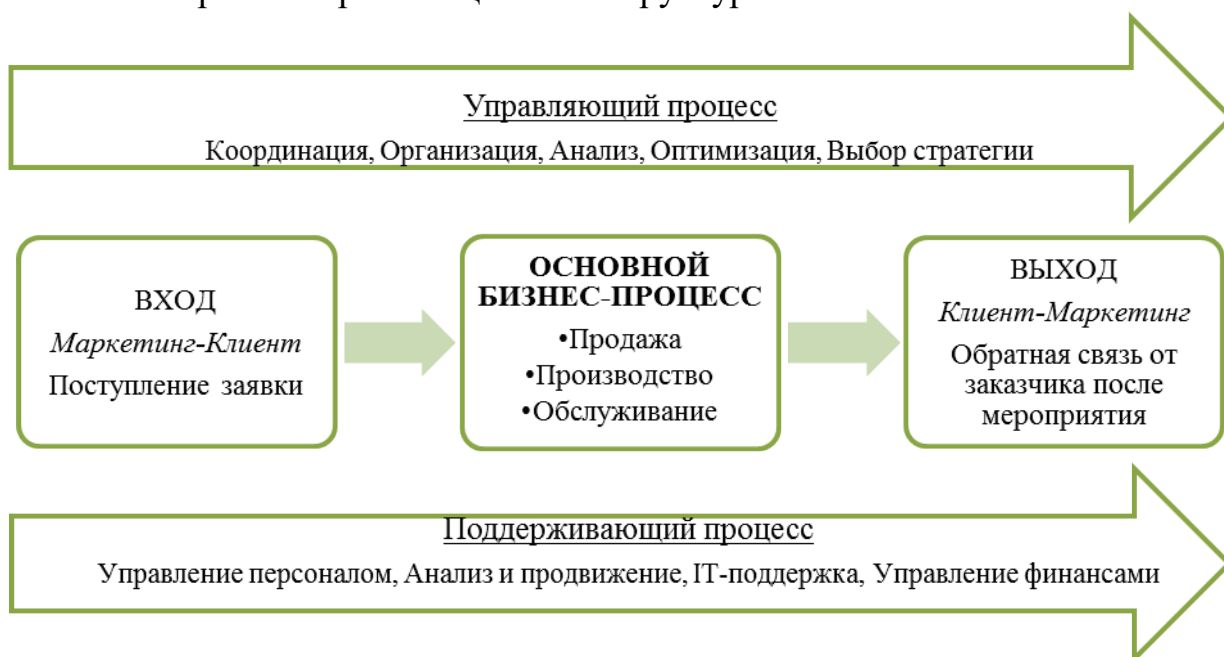 Управляющий процесс
Координация, Организация, Анализ, Оптимизация, Выбор стратегии
ВХОД
Маркетинг-Клиент
Поступление заявки
ОСНОВНОЙ
БИЗНЕС-ПРОЦЕСС
•Продажа
•Производство
•Обслуживание
ВЫХОД
Клиент-Маркетинг
Обратная связь от
заказчика после
мероприятия
Поддерживающий процесс
Управление персоналом, Анализ и продвижение, IT-поддержка, Управление финансами